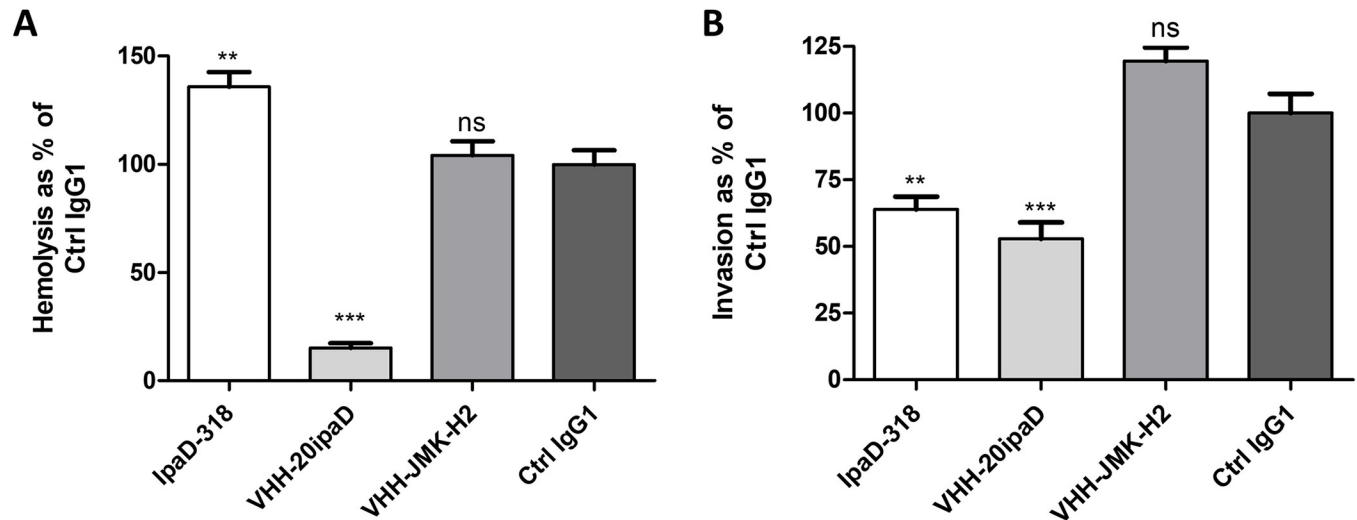 A
Hemolysis as % of
Ctrl IgG1
150
100
50
0
**
***
ns
IpaD-318
VHH-20ipaD
VHH-JMK-H2
Ctrl IgG1
B
Invasion as % of
Ctrl IgG1
125
100
75
50
25
0
**
***
ns
IpaD-318
VHH-20ipaD
VHH-JMK-H2
Ctrl IgG1